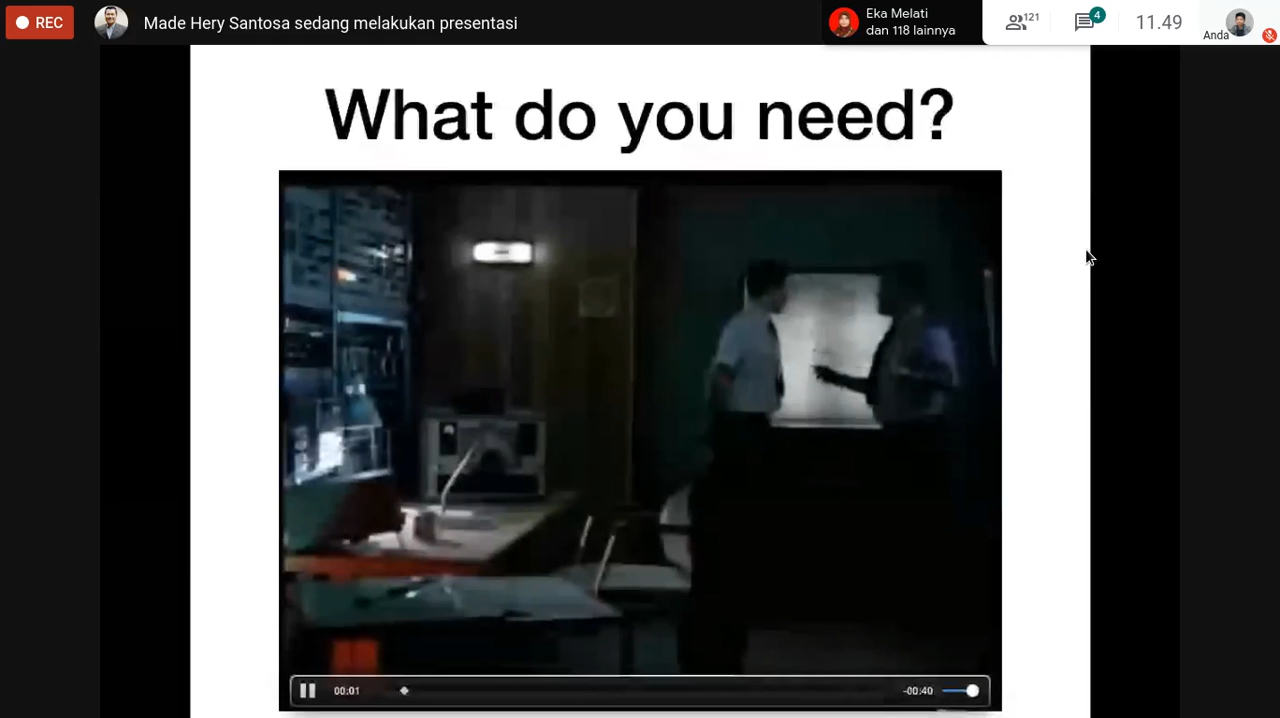 REC
Made Hery Santosa sedang melakukan presentasi
Eka Melati
dan 118 lainnya
121
4
11.49
Anda
What do you need?
00:01
-00:40